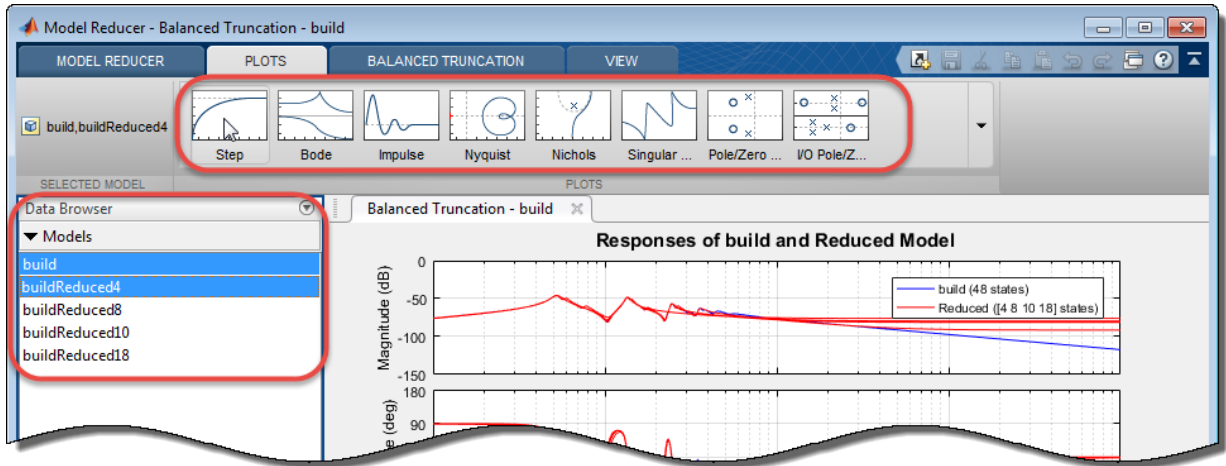 Model Reducer - Balanced Truncation - build
MODEL REDUCER PLOTS BALANCED TRUNCATION VIEW
build,buildReduced4
Step Bode Impulse Nyquist Nichols Singular ... Pole/Zero ... I/O Pole/Z...
SELECTED MODEL PLOTS
Data Browser
Balanced Truncation - build
Models
build
buildReduced4
buildReduced8
buildReduced10
buildReduced18
Responses of build and Reduced Model
Magnitude (dB)
0
-50
-100
-150
build (48 states)
Reduced ([4 8 10 18] states)
180
90
(deg)